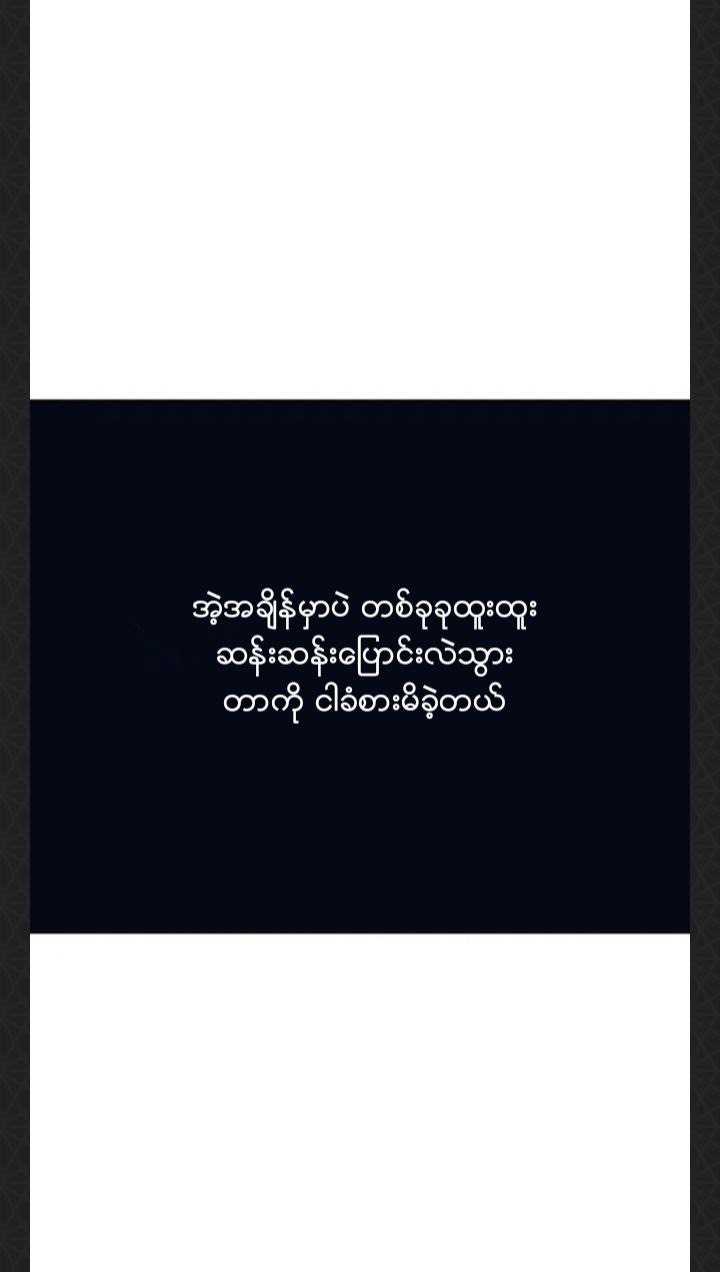 အဲ့အချိန်မှာပဲ တစ်ခုခုထူးထူး
ဆန်းဆန်းပြောင်းလဲသွား
တာကို ငါခံစားမိခဲ့တယ်